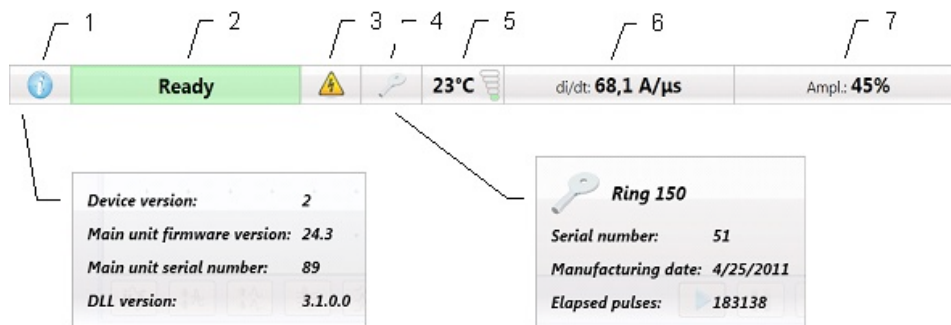 1 2 3 4 5 6 7
Ready 23°C di/dt: 68,1 A/µs Ampl.: 45%
Device version: 2
Main unit firmware version: 24.3
Main unit serial number: 89
DLL version: 3.1.0.0
Ring 150
Serial number: 51
Manufacturing date: 4/25/2011
Elapsed pulses: 183138